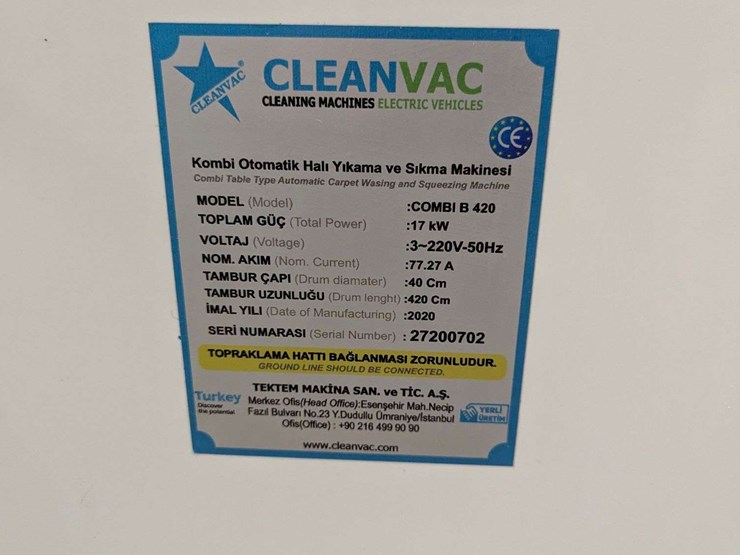 CLEANVAC®
CLEANVAC
CLEANING MACHINES ELECTRIC VEHICLES
CE
Kombi Otomatik Halı Yıkama ve Sıkma Makinesi
Combi Table Type Automatic Carpet Wasing and Squeezing Machine
MODEL (Model) :COMBI B 420
TOPLAM GÜÇ (Total Power) :17 kW
VOLTAJ (Voltage) :3~220V-50Hz
NOM. AKIM (Nom. Current) :77.27 A
TAMBUR ÇAPI (Drum diamater) :40 Cm
TAMBUR UZUNLUĞU (Drum lenght) :420 Cm
İMAL YILI (Date of Manufacturing) :2020
SERİ NUMARASI (Serial Number) : 27200702
TOPRAKLAMA HATTI BAĞLANMASI ZORUNLUDUR.
GROUND LINE SHOULD BE CONNECTED.
TEKTEM MAKİNA SAN. ve TİC. A.Ş.
Merkez Ofis(Head Office):Esenşehir Mah.Necip
Fazıl Bulvarı No.23 Y.Dudullu Ümraniye/İstanbul
Ofis(Office) : +90 216 499 90 90
Turkey
Discover
the potential
YERLİ
ÜRETİM
www.cleanvac.com